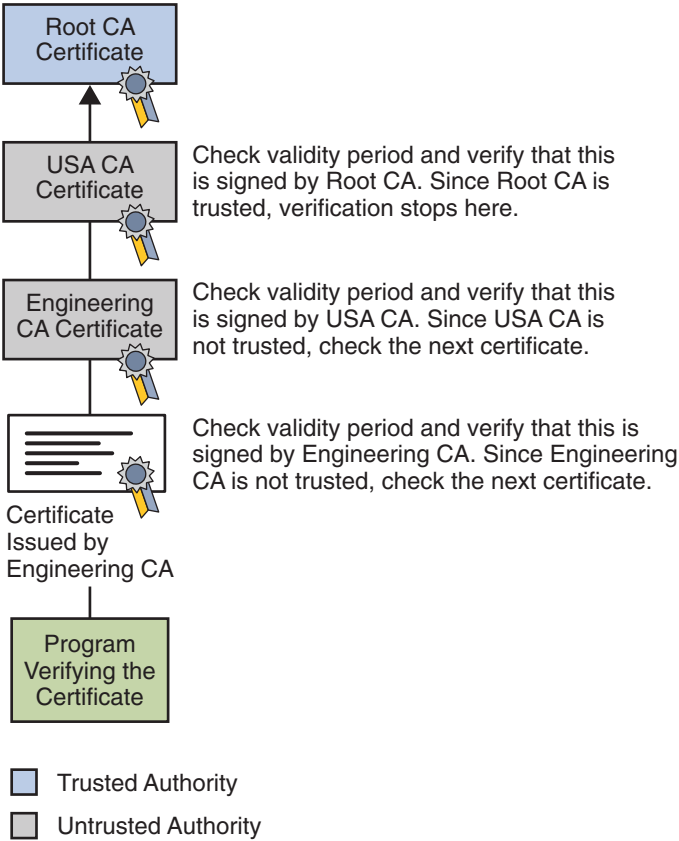 Root CA
Certificate
USA CA
Certificate
Check validity period and verify that this
is signed by Root CA. Since Root CA is
trusted, verification stops here.
Engineering
CA Certificate
Check validity period and verify that this
is signed by USA CA. Since USA CA is
not trusted, check the next certificate.
Check validity period and verify that this is
signed by Engineering CA. Since Engineering
CA is not trusted, check the next certificate.
Certificate
Issued by
Engineering CA
Program
Verifying the
Certificate
Trusted Authority
Untrusted Authority